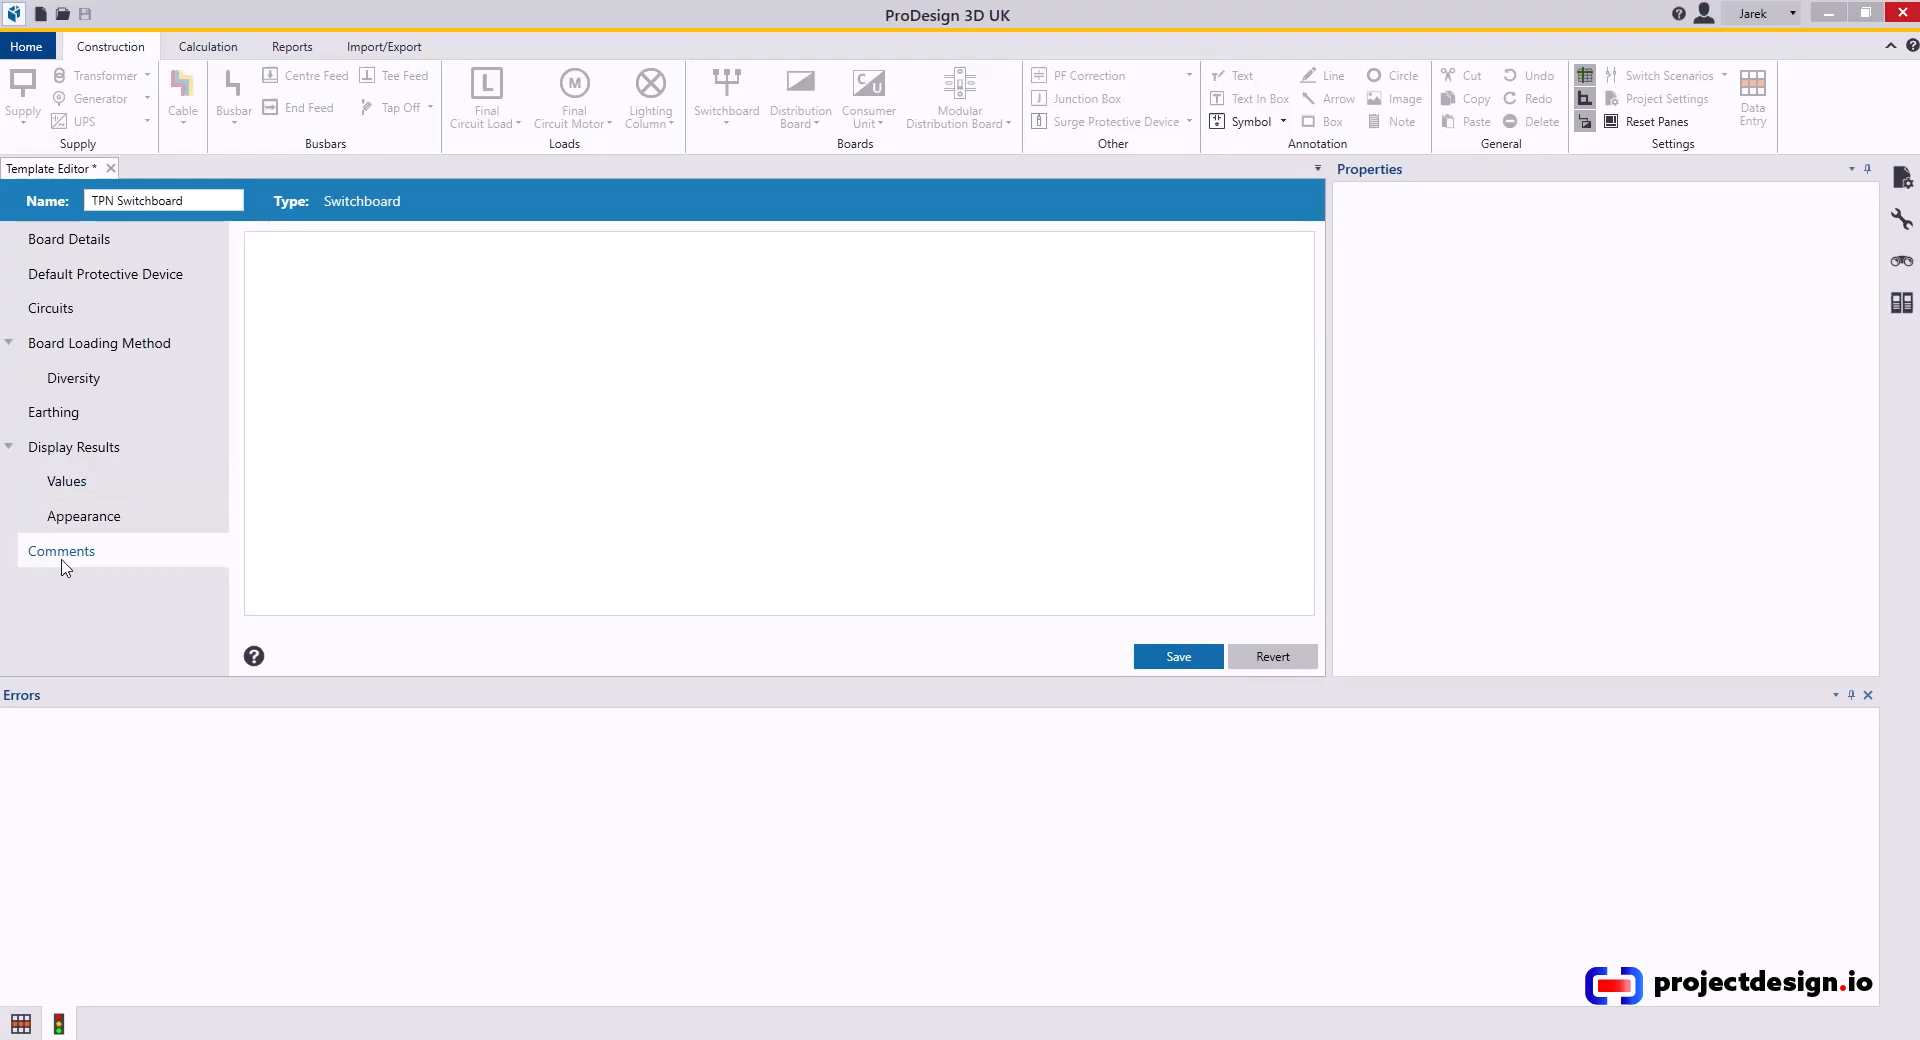 ProDesign 3D UK
Jarek
Home Construction Calculation Reports Import/Export
Supply
Transformer
Generator
UPS
Supply
Cable
Busbar
Centre Feed
Tee Feed
End Feed
Tap Off
Busbars
Final
Circuit Load
Final
Circuit Motor
Lighting
Column
Loads
Switchboard
Distribution
Board
Consumer
Unit
Modular
Distribution Board
Boards
PF Correction
Junction Box
Surge Protective Device
Other
Text Line Circle
Text In Box Arrow Image
Symbol Box Note
Annotation
Cut Undo
Copy Redo
Paste Delete
General
Switch Scenarios
Project Settings
Reset Panes
Data
Entry
Settings
Template Editor *
Name: TPN Switchboard Type: Switchboard
Board Details
Default Protective Device
Circuits
Board Loading Method
Diversity
Earthing
Display Results
Values
Appearance
Comments
Save Revert
Properties
Errors
projectdesign.io